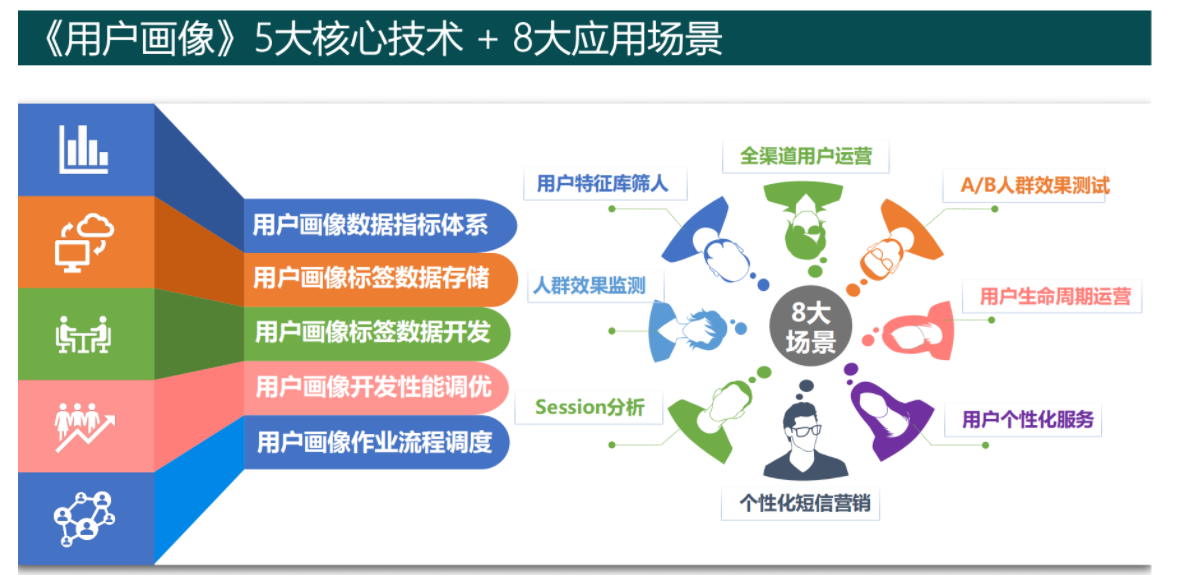 《用户画像》5大核心技术 + 8大应用场景
用户画像数据指标体系
用户画像标签数据存储
用户画像标签数据开发
用户画像开发性能调优
用户画像作业流程调度
全渠道用户运营
用户特征库筛人
A/B人群效果测试
人群效果监测
用户生命周期运营
8大
场景
Session分析
用户个性化服务
个性化短信营销